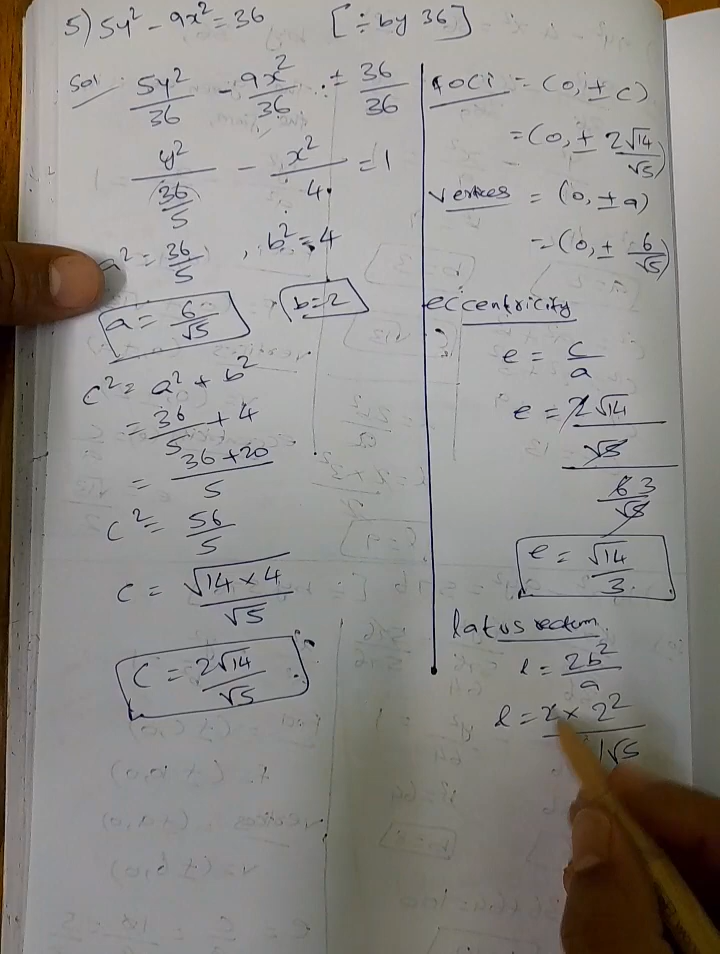 5) 5y² - 9x² = 36 [÷ by 36]
Sol 5y²/36 - 9x²/36 = 36/36
y²/(36/5) - x²/4 = 1
a² = 36/5, b² = 4
a = 6/√5 b = 2
c² = a² + b²
= 36/5 + 4
= (36 + 20)/5
c² = 56/5
c = √(14 × 4)/√5
c = 2√14/√5
foci = (0, ± c)
= (0, ± 2√14/√5)
vertices = (0, ± a)
= (0, ± 6/√5)
eccentricity
e = c/a
e = (2√14/√5)/(6 3/√5)
e = √14/3
latus rectum
l = 2b²/a
l = 2 × 2²
/√5